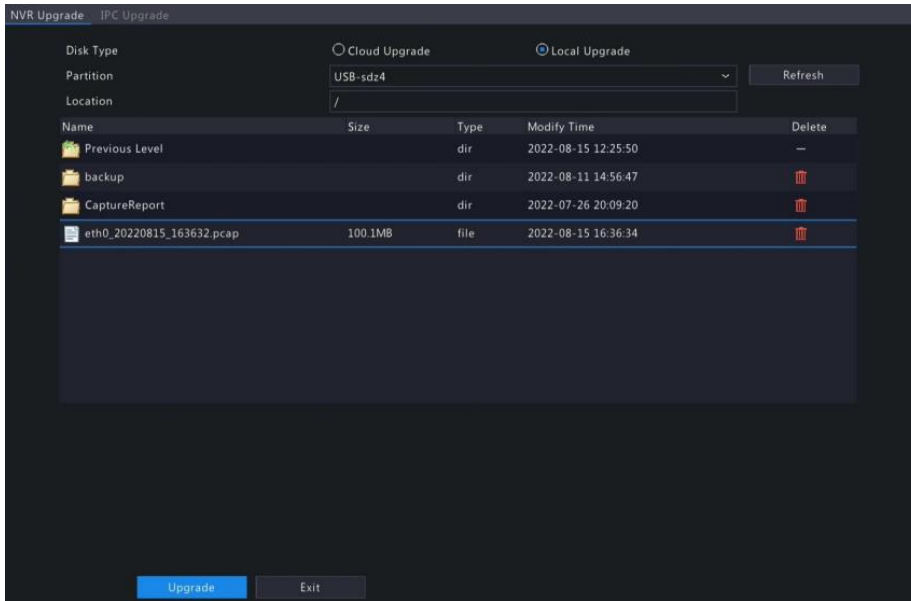 NVR Upgrade IPC Upgrade
Disk Type Cloud Upgrade Local Upgrade
Partition USB-sdz4 Refresh
Location /
Name Size Type Modify Time Delete
Previous Level dir 2022-08-15 12:25:50 —
backup dir 2022-08-11 14:56:47
CaptureReport dir 2022-07-26 20:09:20
eth0_20220815_163632.pcap 100.1MB file 2022-08-15 16:36:34
Upgrade Exit